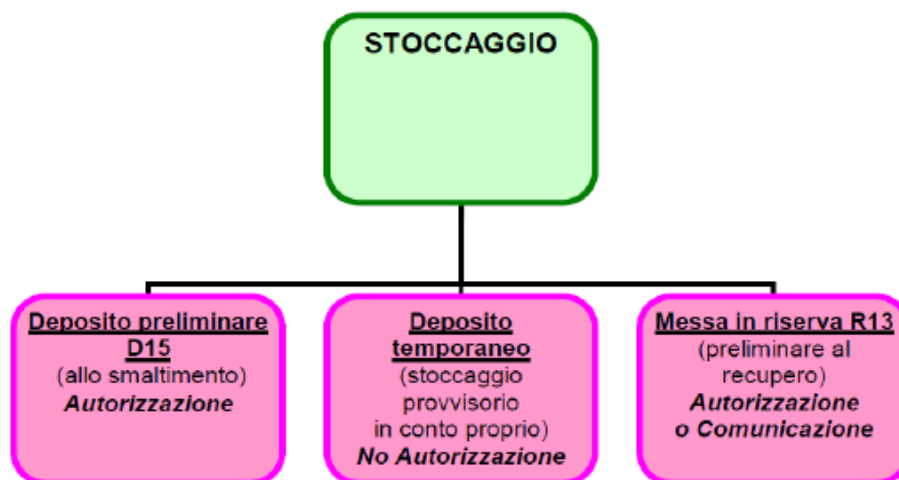 STOCCAGGIO
Deposito preliminare
D15
(allo smaltimento)
Autorizzazione
Deposito
temporaneo
(stoccaggio
provvisorio
in conto proprio)
No Autorizzazione
Messa in riserva R13
(preliminare al
recupero)
Autorizzazione
o Comunicazione